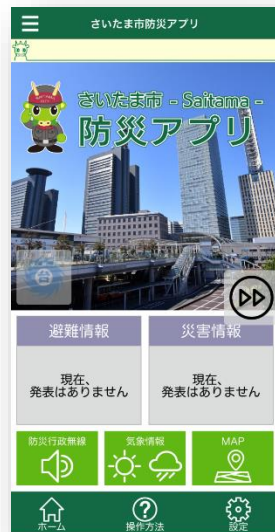 さいたま市防災アプリ
さいたま市 - Saitama -
防災アプリ
避難情報
災害情報
現在、
発表はありません
現在、
発表はありません
防災行政無線
気象情報
MAP
ホーム
操作方法
設定